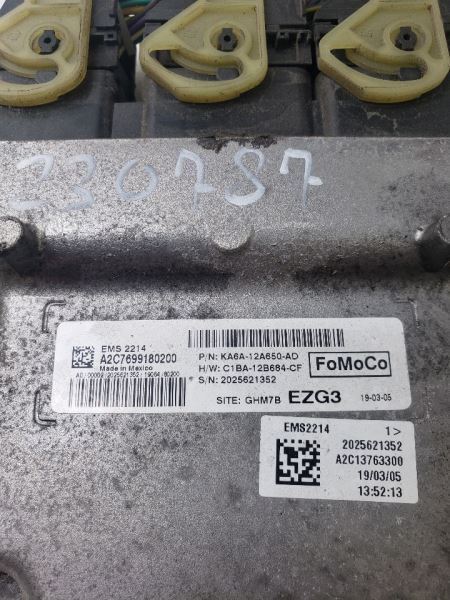 230787
EMS 2214
A2C7699180200
Made in Mexico
P/N: KA6A-12A650-AD
H/W: C1BA-12B684-CF
S/N: 2025621352
FoMoCo
SITE: GHM7B EZG3 19-03-05
EMS2214 1>
2025621352
A2C13763300
19/03/05
13:52:13